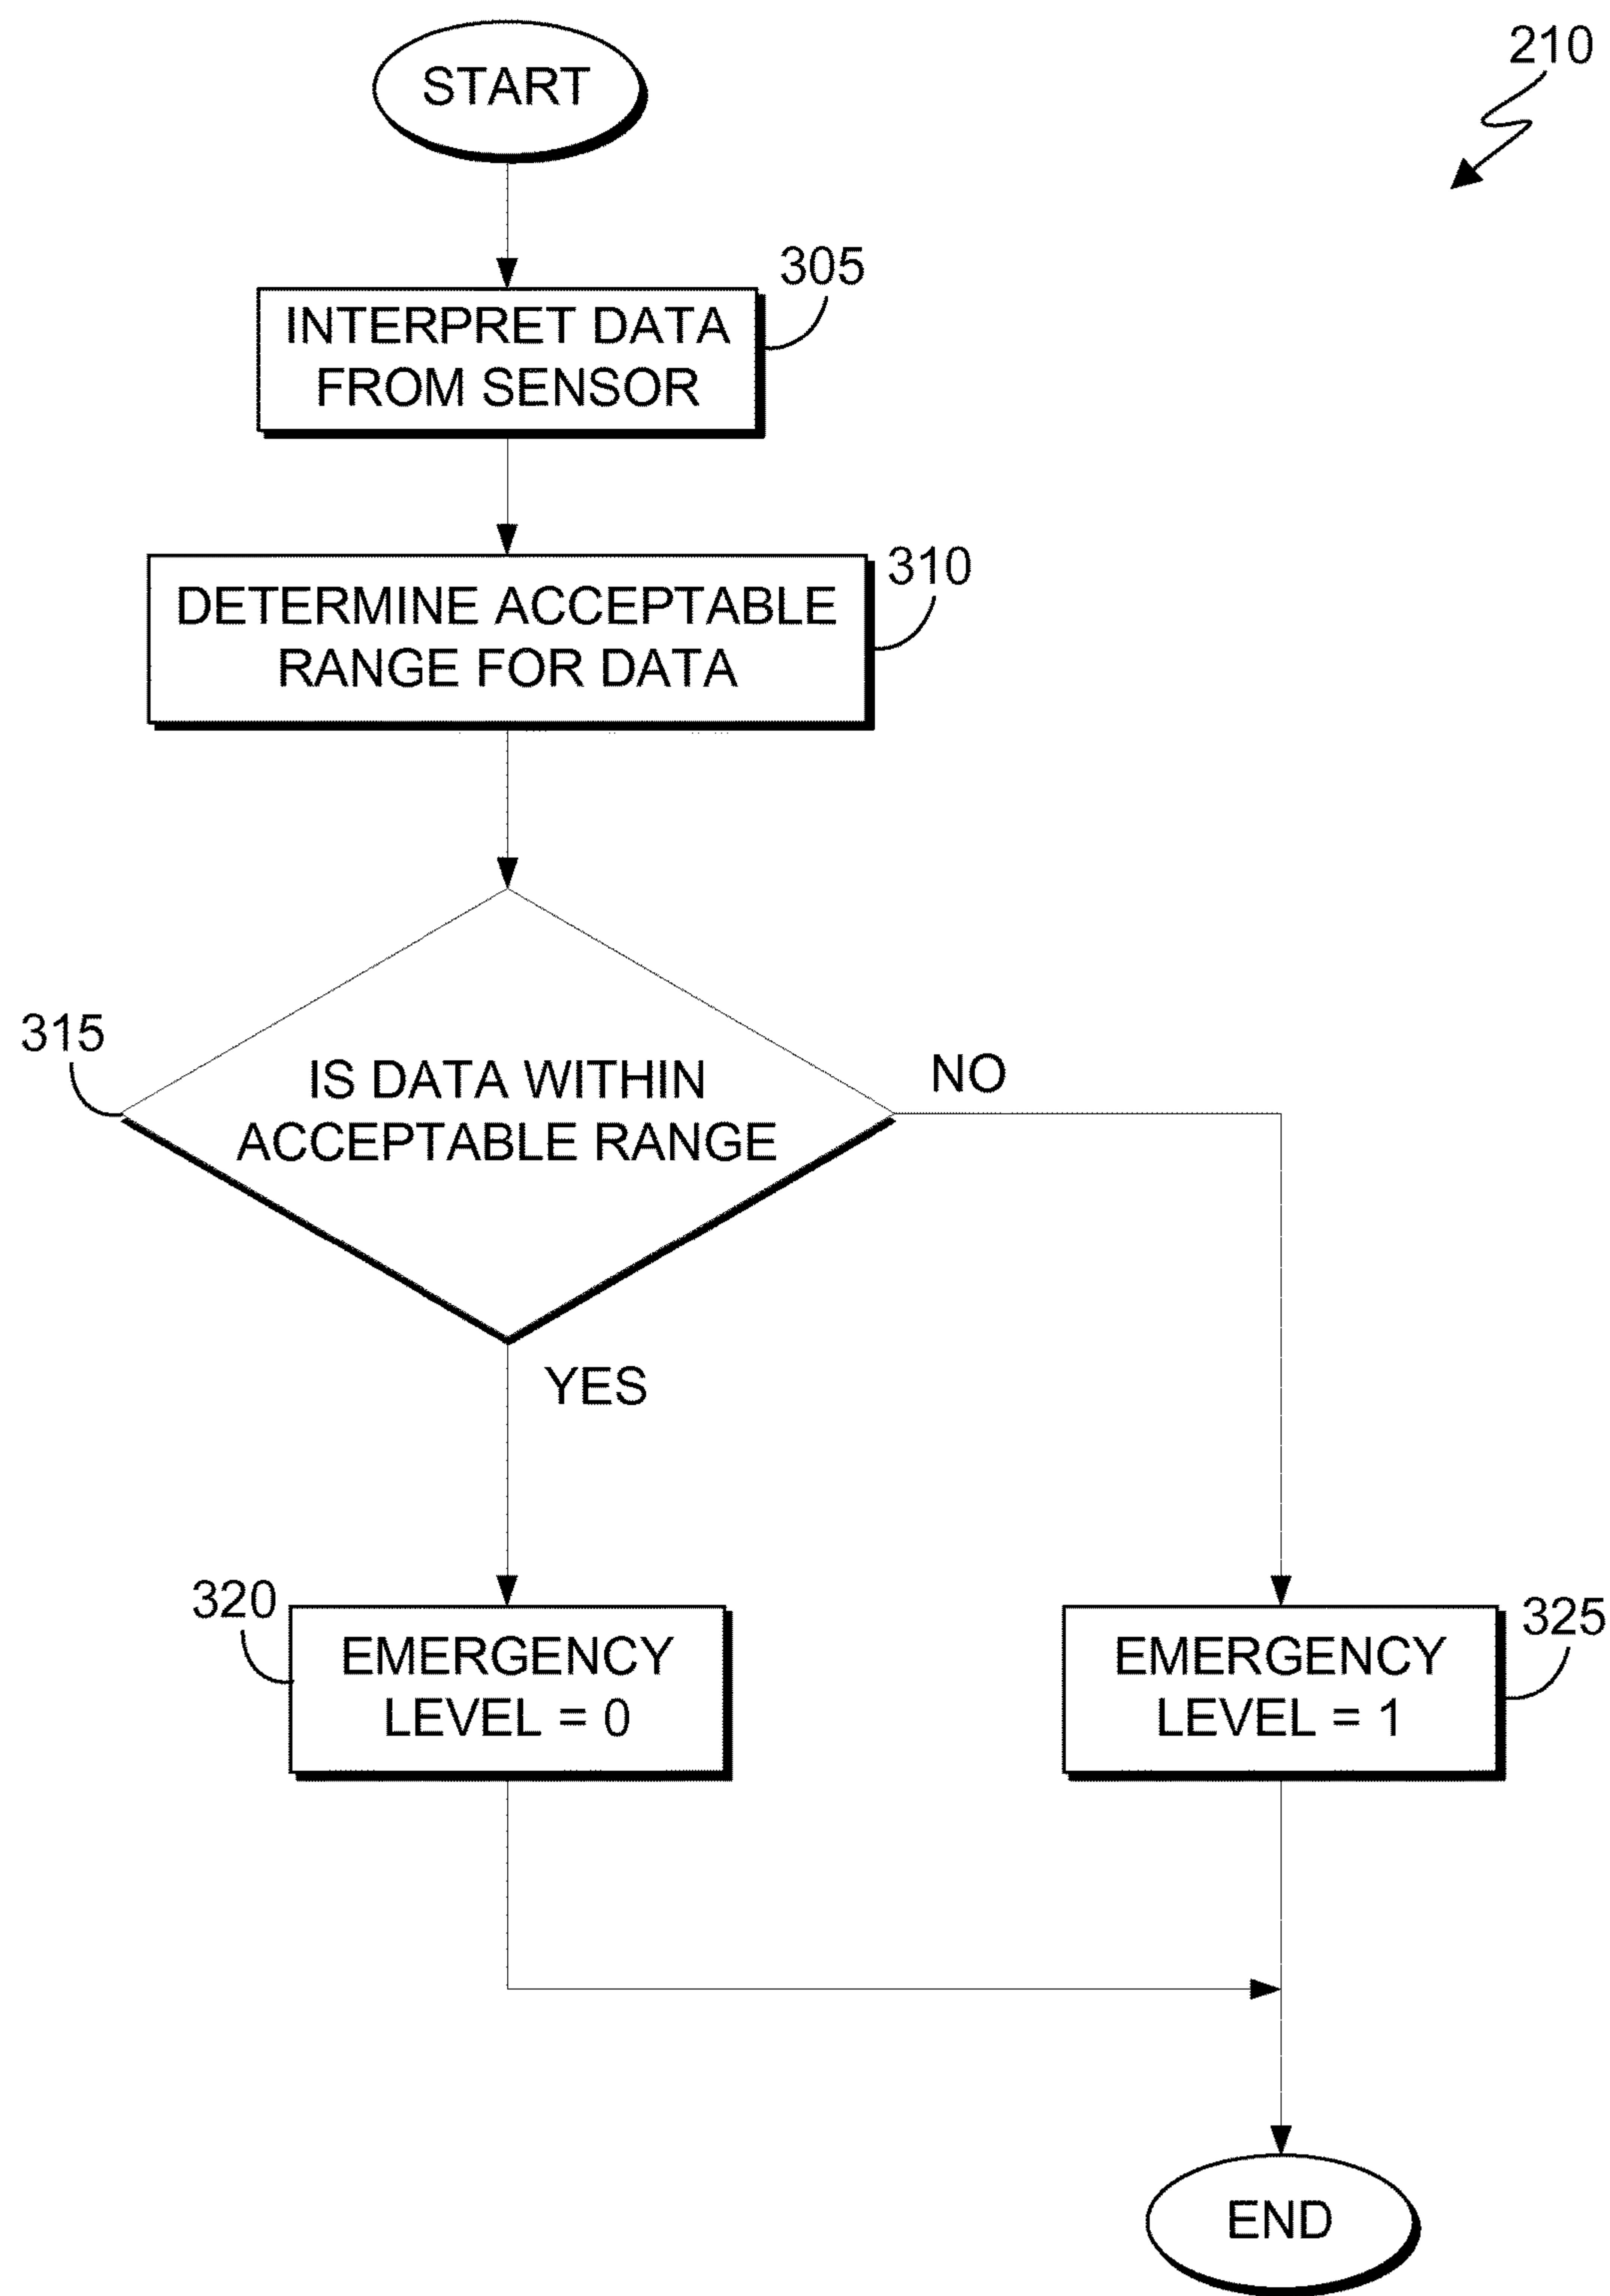 START
210
305
INTERPRET DATA
FROM SENSOR
310
DETERMINE ACCEPTABLE
RANGE FOR DATA
315
IS DATA WITHIN
ACCEPTABLE RANGE
NO
YES
320
EMERGENCY
LEVEL = 0
EMERGENCY
LEVEL = 1
325
END